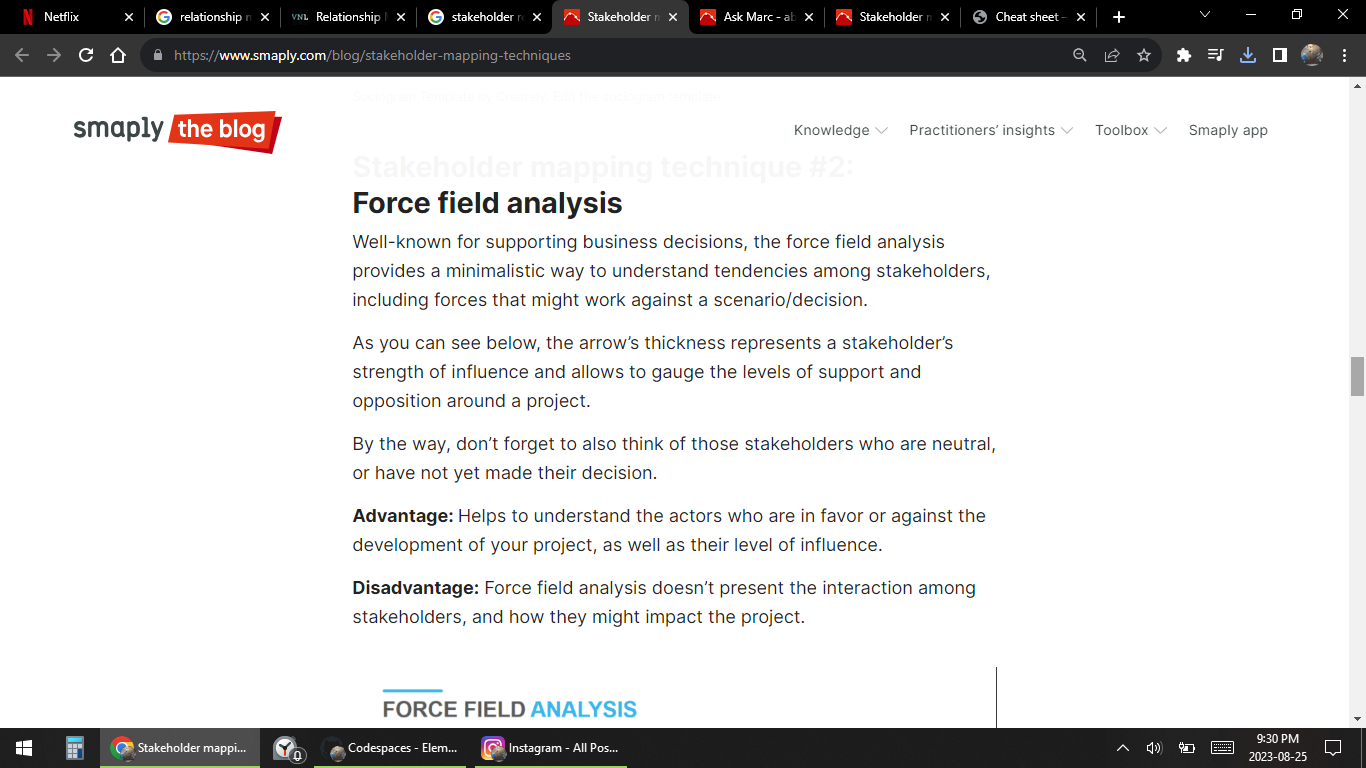 Netflix
relationship n
VNL
Relationship
stakeholder r
Stakeholder n
Ask Marc - ab
Stakeholder n
Cheat sheet –
https://www.smaply.com/blog/stakeholder-mapping-techniques
smaply the blog
Knowledge
Practitioners’ insights
Toolbox
Smaply app
Stakeholder mapping technique #2:
Force field analysis
Well-known for supporting business decisions, the force field analysis
provides a minimalistic way to understand tendencies among stakeholders,
including forces that might work against a scenario/decision.
As you can see below, the arrow’s thickness represents a stakeholder’s
strength of influence and allows to gauge the levels of support and
opposition around a project.
By the way, don’t forget to also think of those stakeholders who are neutral,
or have not yet made their decision.
Advantage: Helps to understand the actors who are in favor or against the
development of your project, as well as their level of influence.
Disadvantage: Force field analysis doesn’t present the interaction among
stakeholders, and how they might impact the project.
FORCE FIELD ANALYSIS
Stakeholder mappi...
0
Codespaces - Elem...
Instagram - All Pos...
9:30 PM
2023-08-25